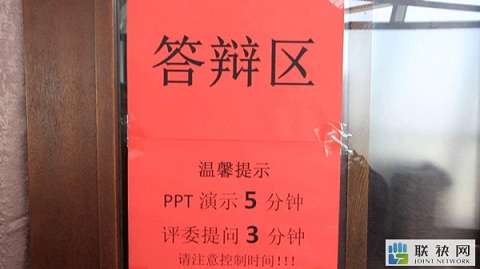 答辩区
温馨提示
PPT 演示 5 分钟
评委提问 3 分钟
请注意控制时间!!!
联袂网
JOINT NETWORK